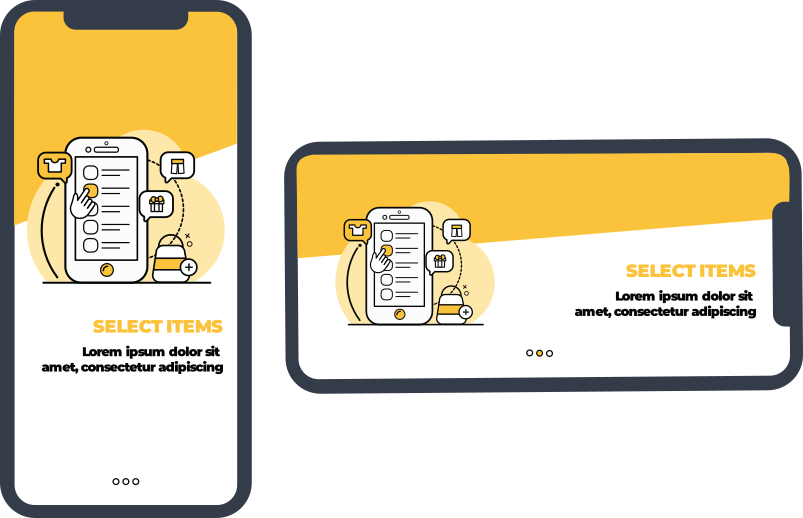 SELECT ITEMS
Lorem ipsum dolor sit
amet, consectetur adipiscing
SELECT ITEMS
Lorem ipsum dolor sit
amet, consectetur adipiscing